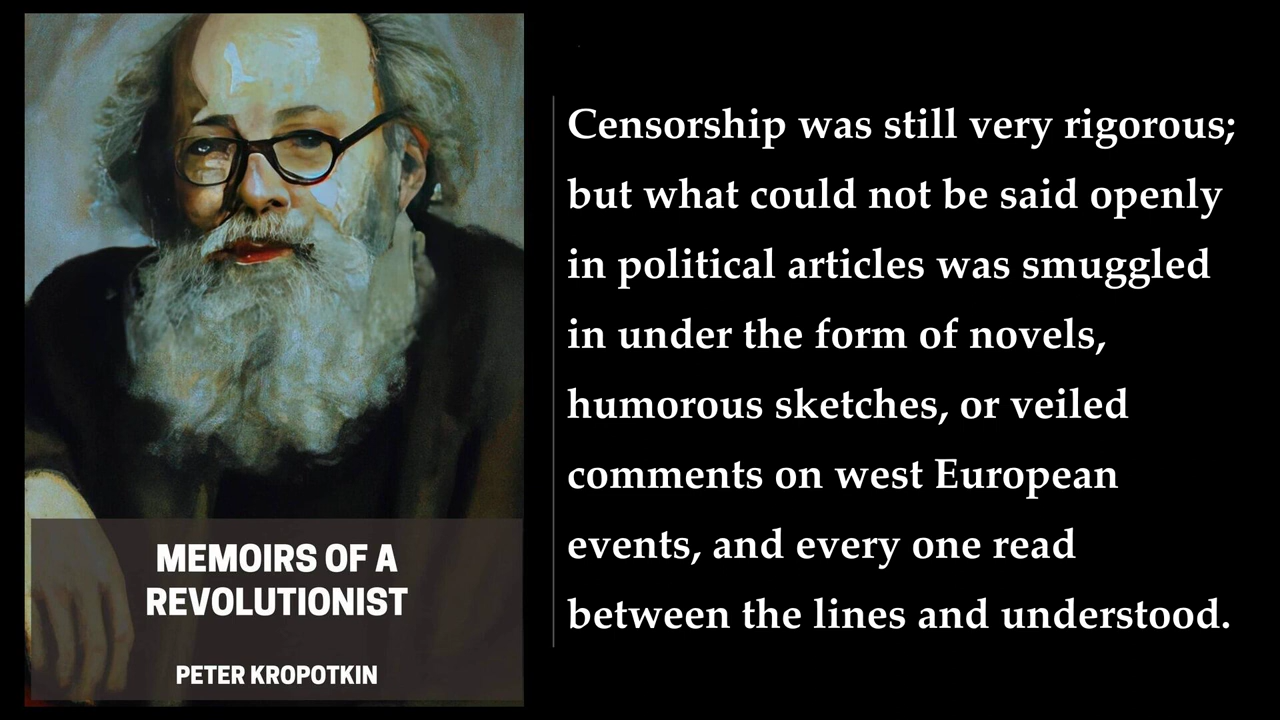 MEMOIRS OF A
REVOLUTIONIST
PETER KROPOTKIN
Censorship was still very rigorous;
but what could not be said openly
in political articles was smuggled
in under the form of novels,
humorous sketches, or veiled
comments on west European
events, and every one read
between the lines and understood.